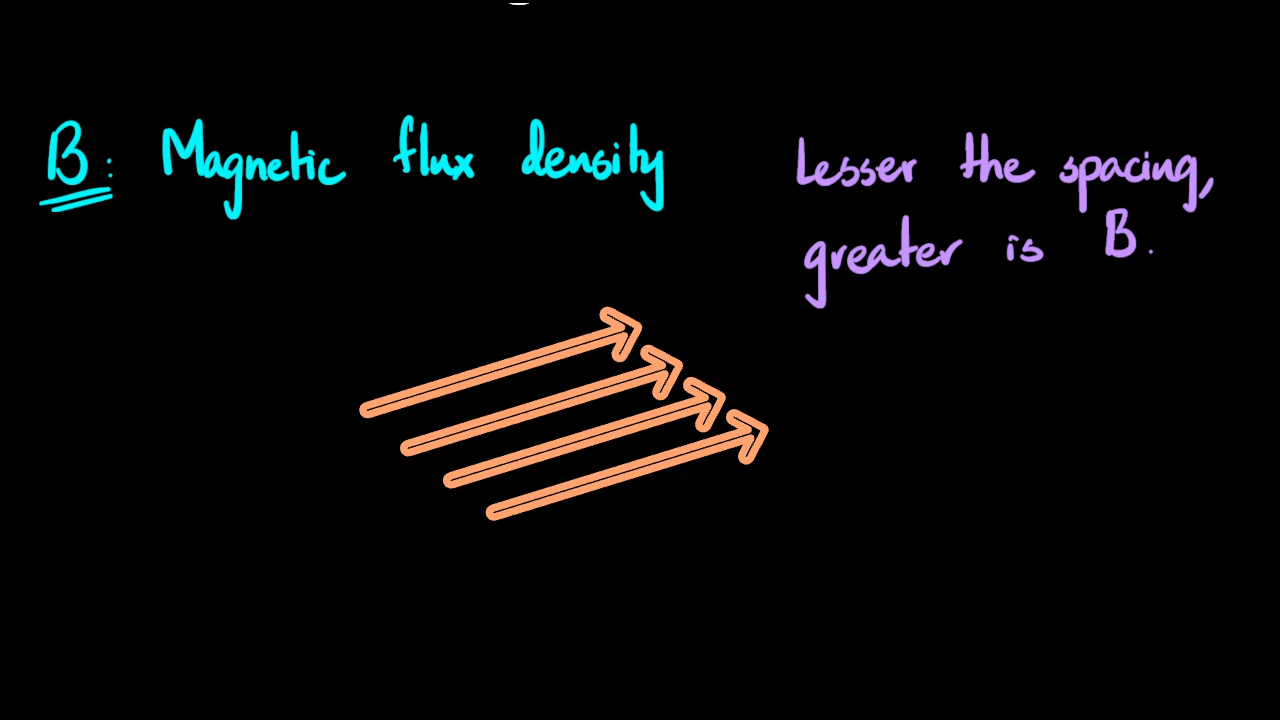 B: Magnetic flux density
Lesser the spacing,
greater is B.